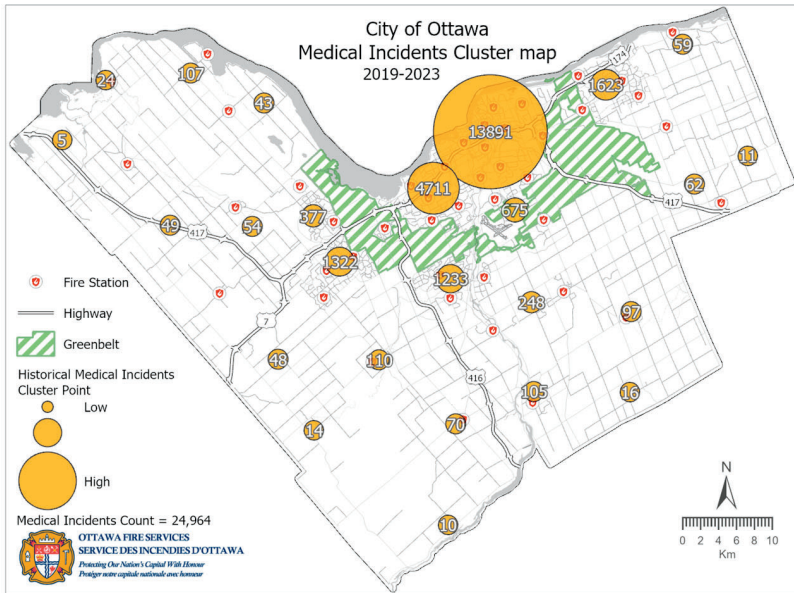 City of Ottawa
Medical Incidents Cluster map
2019-2023
59
174
24
107
1623
43
13891
5
11
4711
62
417
377
675
49
54
417
1322
1233
248
97
7
48
110
416
105
16
14
70
10
Fire Station
Highway
Greenbelt
Historical Medical Incidents
Cluster Point
Low
High
Medical Incidents Count = 24,964
OTTAWA FIRE SERVICES
SERVICE DES INCENDIES D'OTTAWA
Protecting Our Nation's Capital With Honour
Protéger notre capitale nationale avec honneur
N
0 2 4 6 8 10
Km